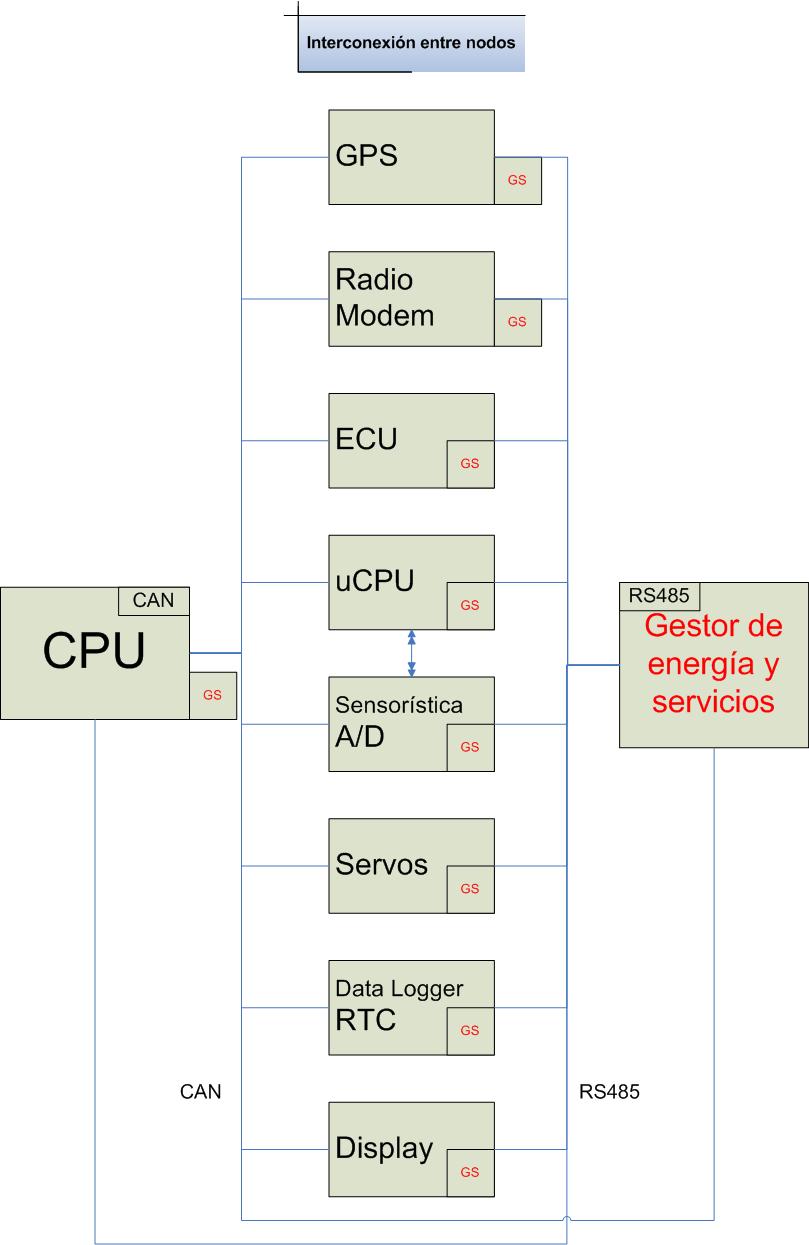 Interconexión entre nodos
GPS
GS
Radio
Modem
GS
ECU
GS
uCPU
GS
CAN
CPU
GS
RS485
Gestor de
energía y
servicios
Sensorística
A/D
GS
Servos
GS
Data Logger
RTC
GS
CAN
RS485
Display
GS